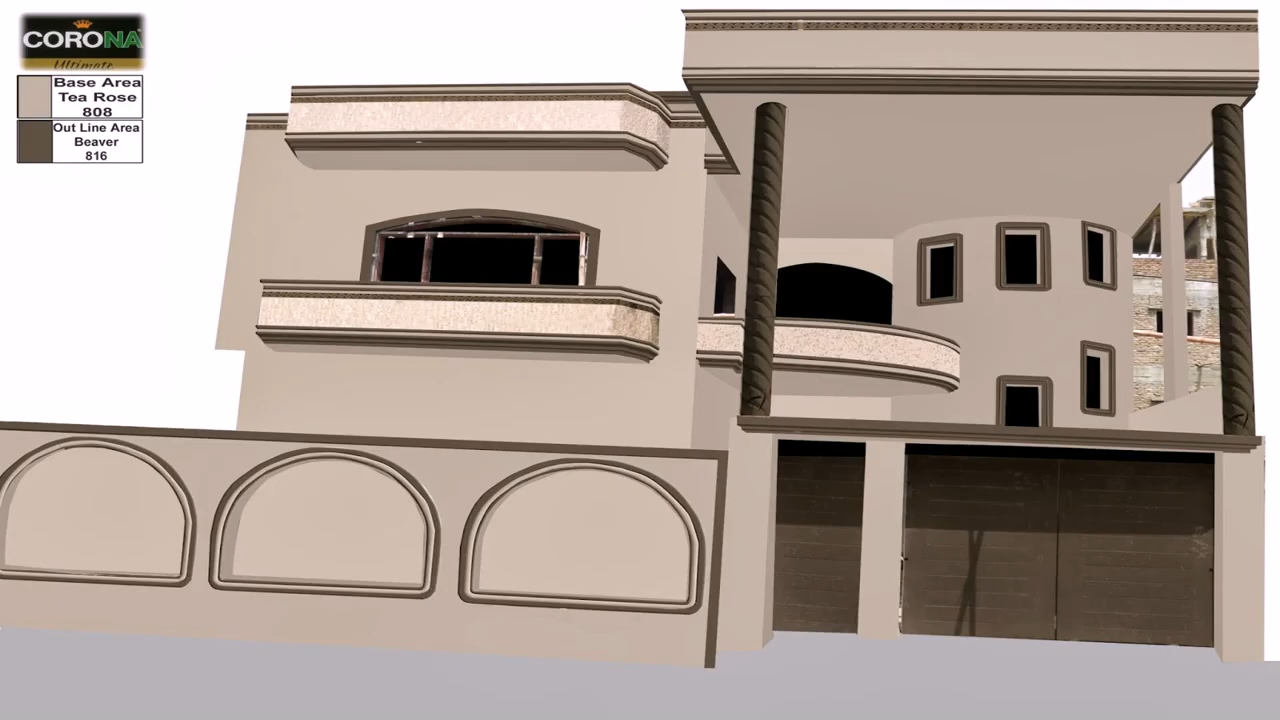 CORONA
Ultimate
Base Area
Tea Rose
808
Out Line Area
Beaver
816